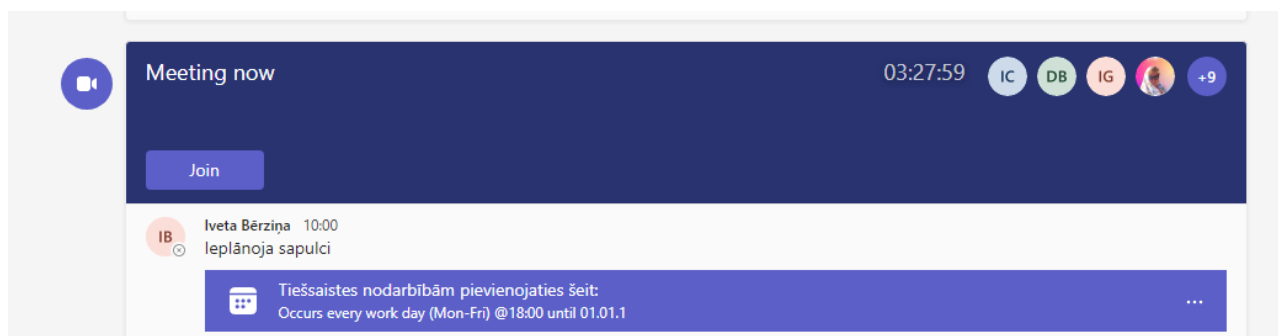 Meeting now
03:27:59 IC DB IG +9
Join
IB Iveta Bērziņa 10:00
Ieplānoja sapulci
Tiešsaistes nodarbībām pievienojaties šeit:
Occurs every work day (Mon-Fri) @18:00 until 01.01.1